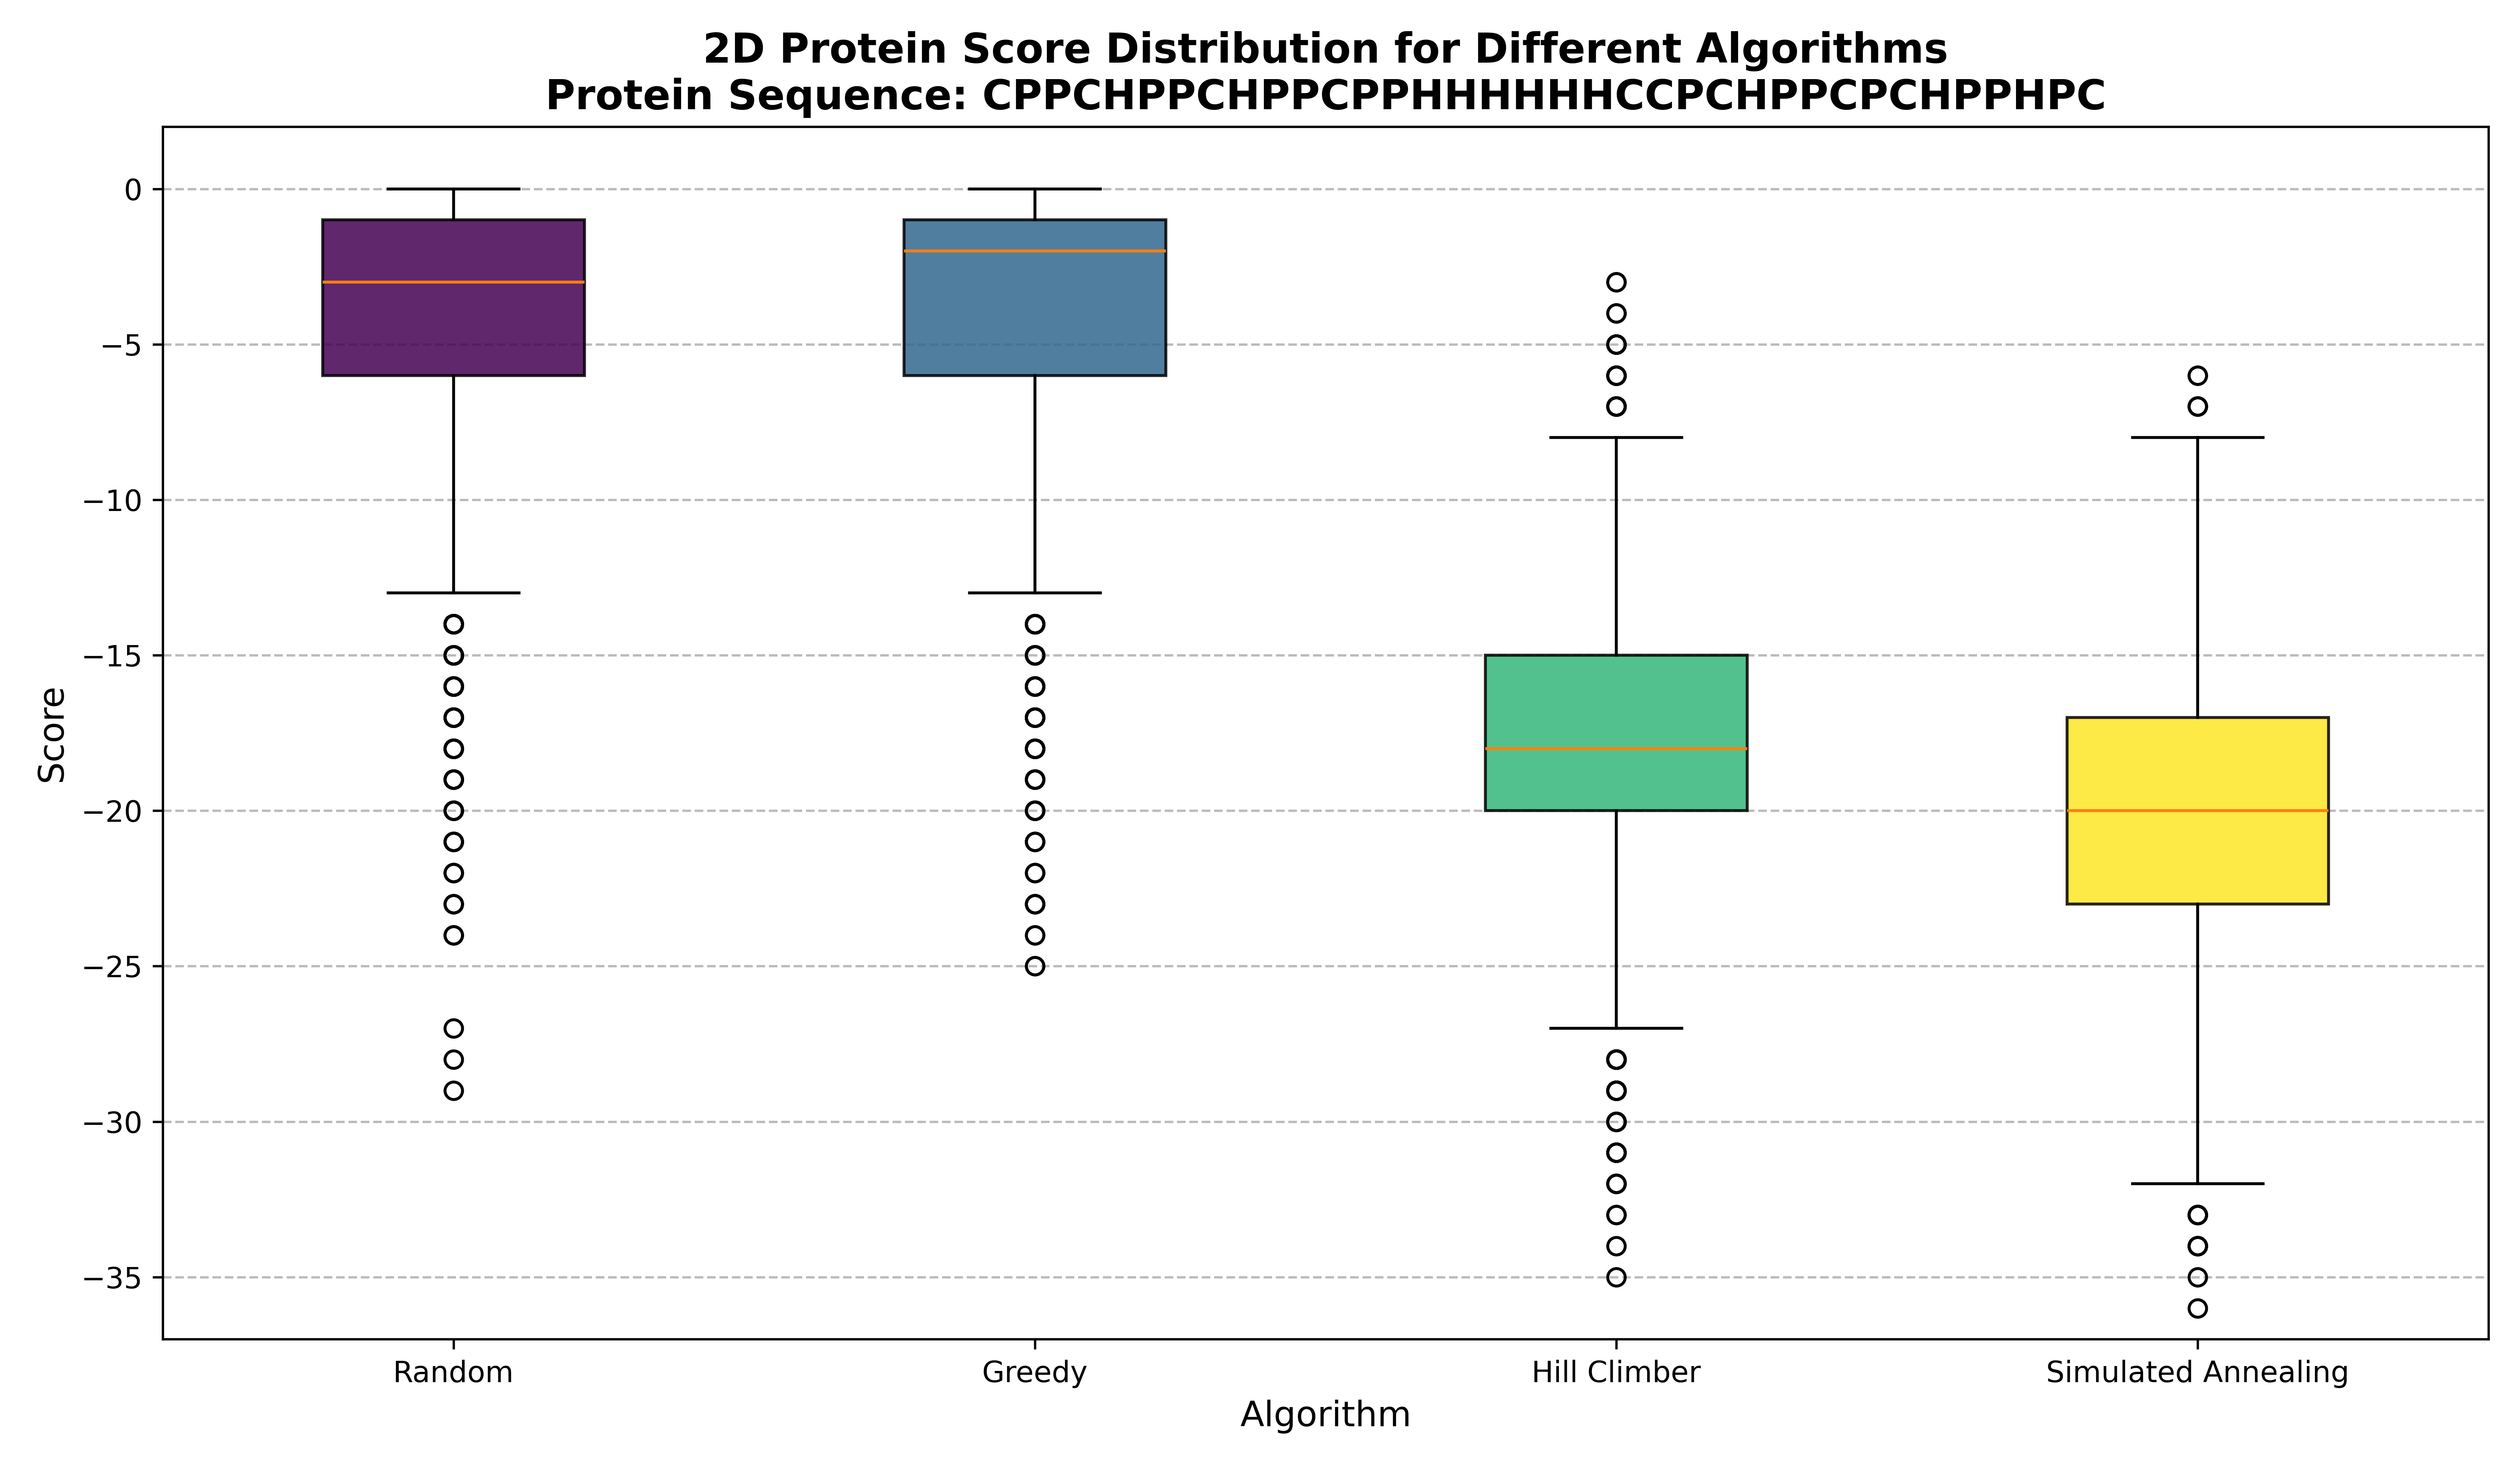 2D Protein Score Distribution for Different Algorithms
Protein Sequence: CPPCHPPCHPPCPPHHHHHHHCCPCHPPCPCHPPHPC
0
−5
−10
−15
−20
−25
−30
−35
Score
Random
Greedy
Hill Climber
Simulated Annealing
Algorithm